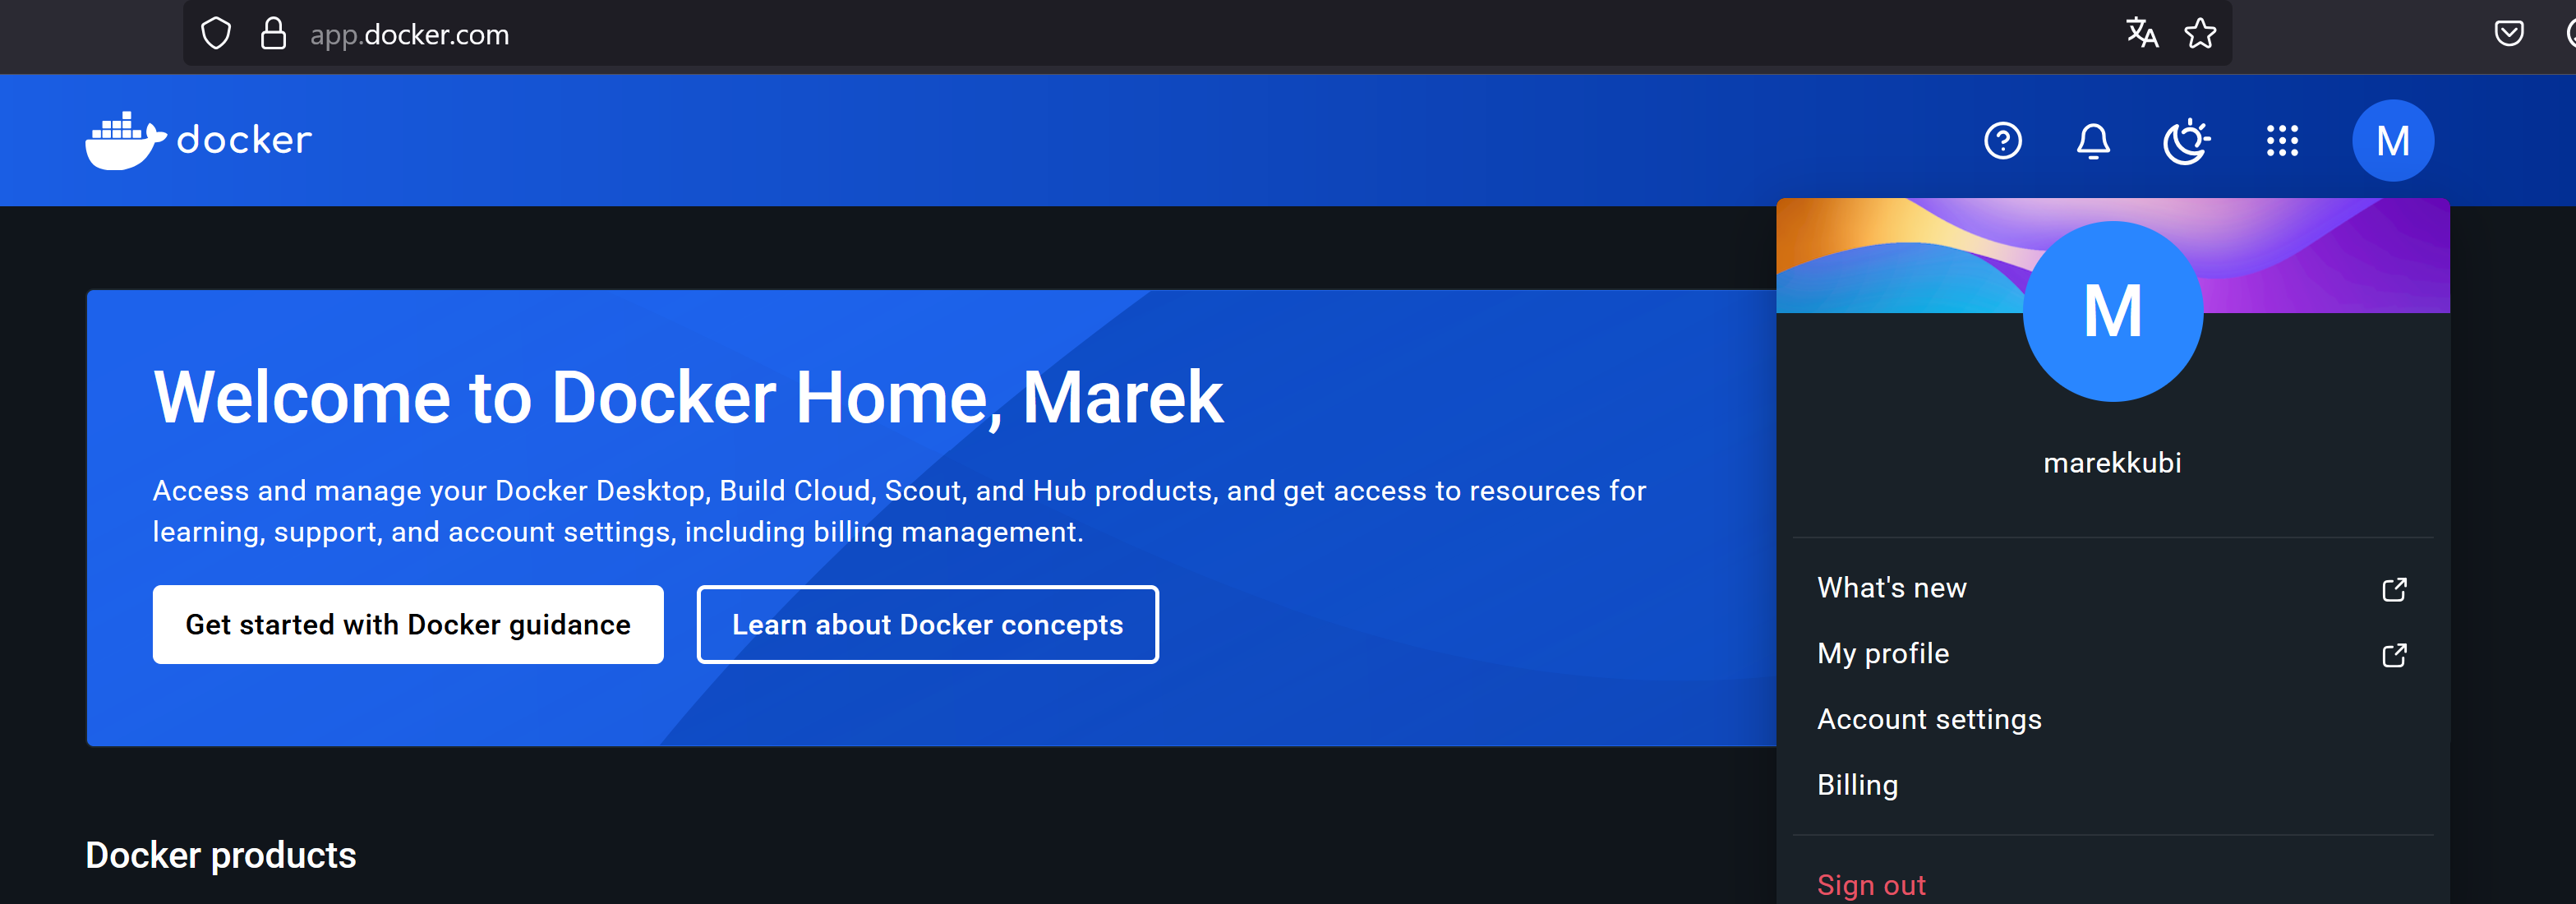 app.docker.com
docker
M
Welcome to Docker Home, Marek
Access and manage your Docker Desktop, Build Cloud, Scout, and Hub products, and get access to resources for
learning, support, and account settings, including billing management.
Get started with Docker guidance
Learn about Docker concepts
Docker products
M
marekkubi
What's new
My profile
Account settings
Billing
Sign out